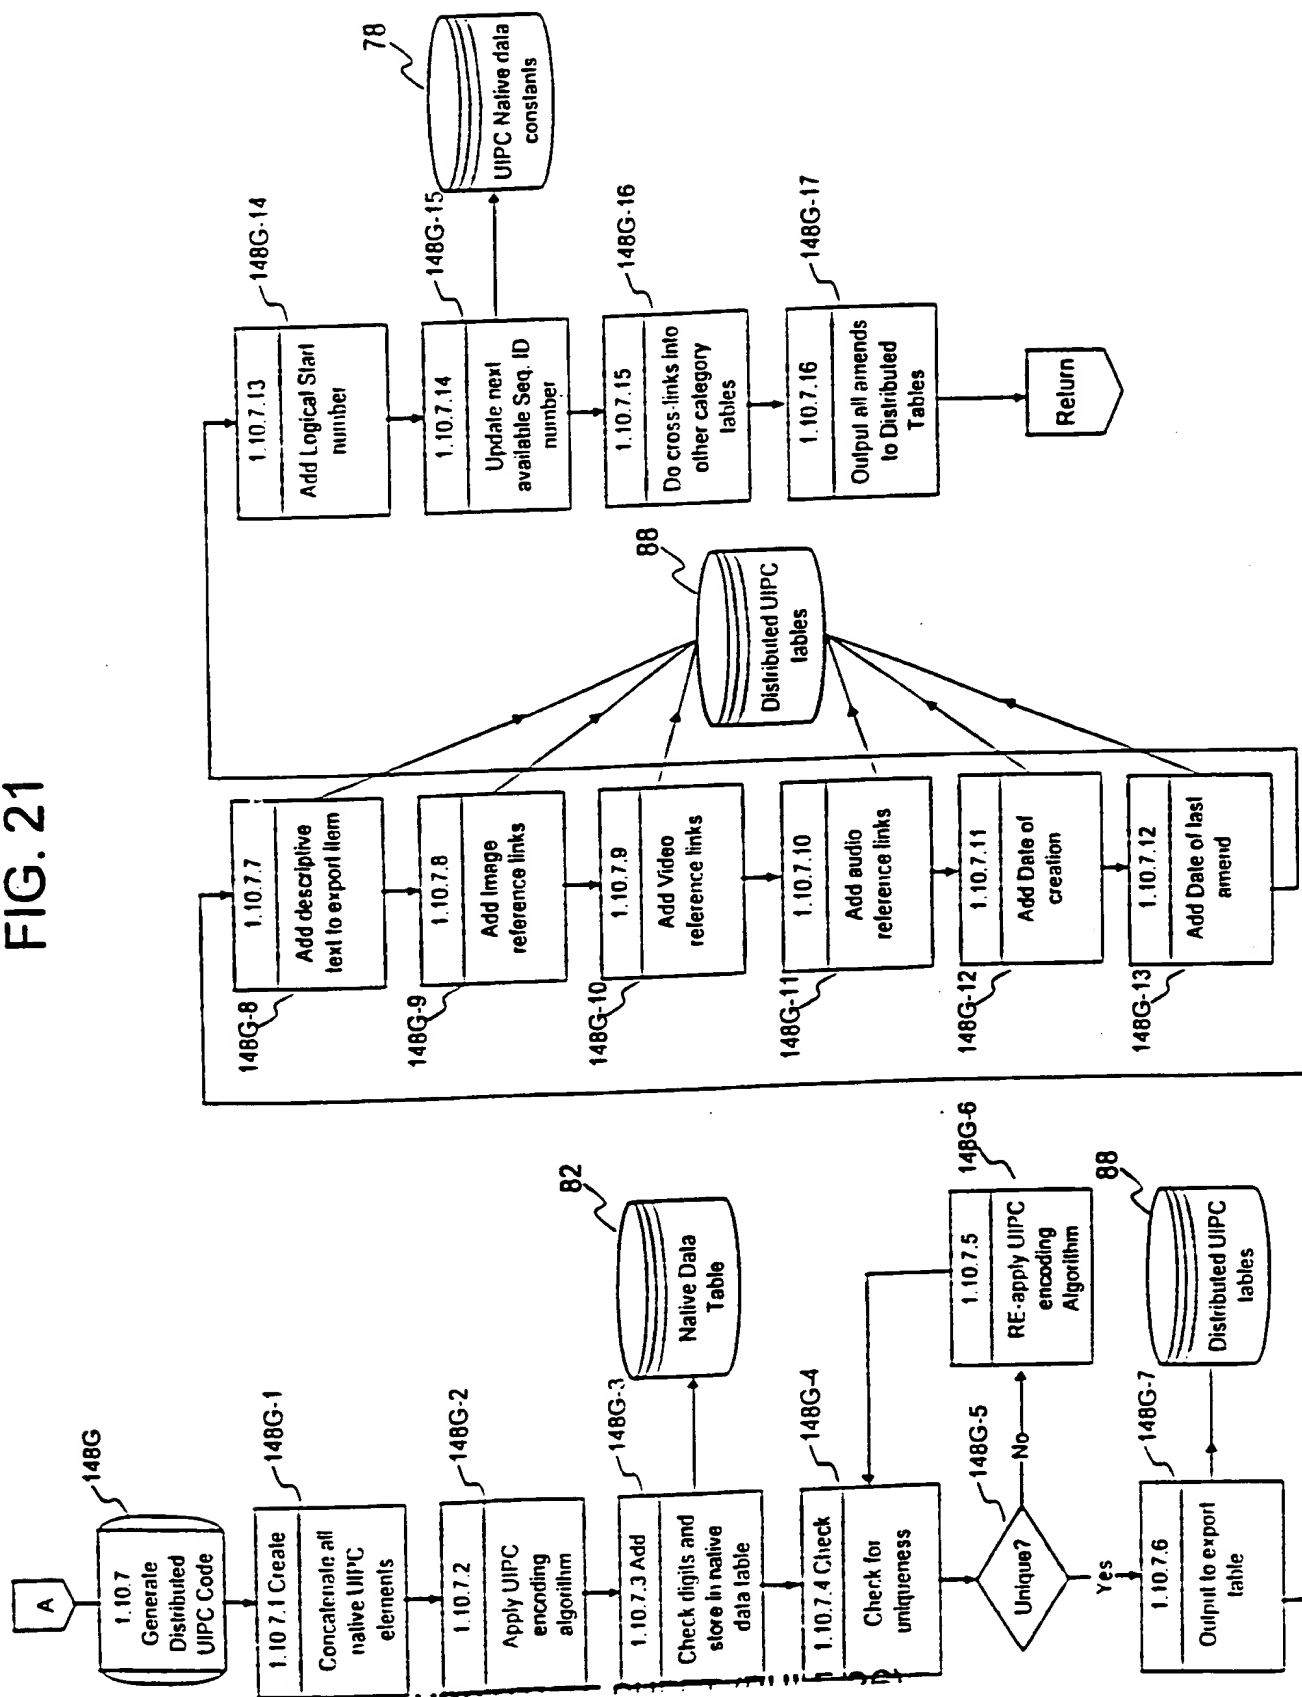 FIG. 21
A
1.10.7
Generate
Distributed
UIPC Code
148G
1.10.7.1 Create
Concatenate all
native UIPC
elements
148G-1
1.10.7.2
Apply UIPC
encoding
algorithm
148G-2
1.10.7.3 Add
Check digits and
store in native
data table
148G-3
Native Data
Table
82
1.10.7.4 Check
Check for
uniqueness
148G-4
Unique?
148G-5
No
Yes
1.10.7.5
RE-apply UIPC
encoding
Algorithm
148G-6
1.10.7.6
Output to export
table
148G-7
Distributed UIPC
tables
88
1.10.7.7
Add descriptive
text to export item
148G-8
1.10.7.8
Add Image
reference links
148G-9
1.10.7.9
Add Video
reference links
148G-10
1.10.7.10
Add audio
reference links
148G-11
1.10.7.11
Add Date of
creation
148G-12
1.10.7.12
Add Date of last
amend
148G-13
Distributed UIPC
tables
88
1.10.7.13
Add Logical Start
number
148G-14
1.10.7.14
Update next
available Seq. ID
number
148G-15
UIPC Native data
constants
78
1.10.7.15
Do cross-links into
other category
tables
148G-16
1.10.7.16
Output all amends
to Distributed
Tables
148G-17
Return